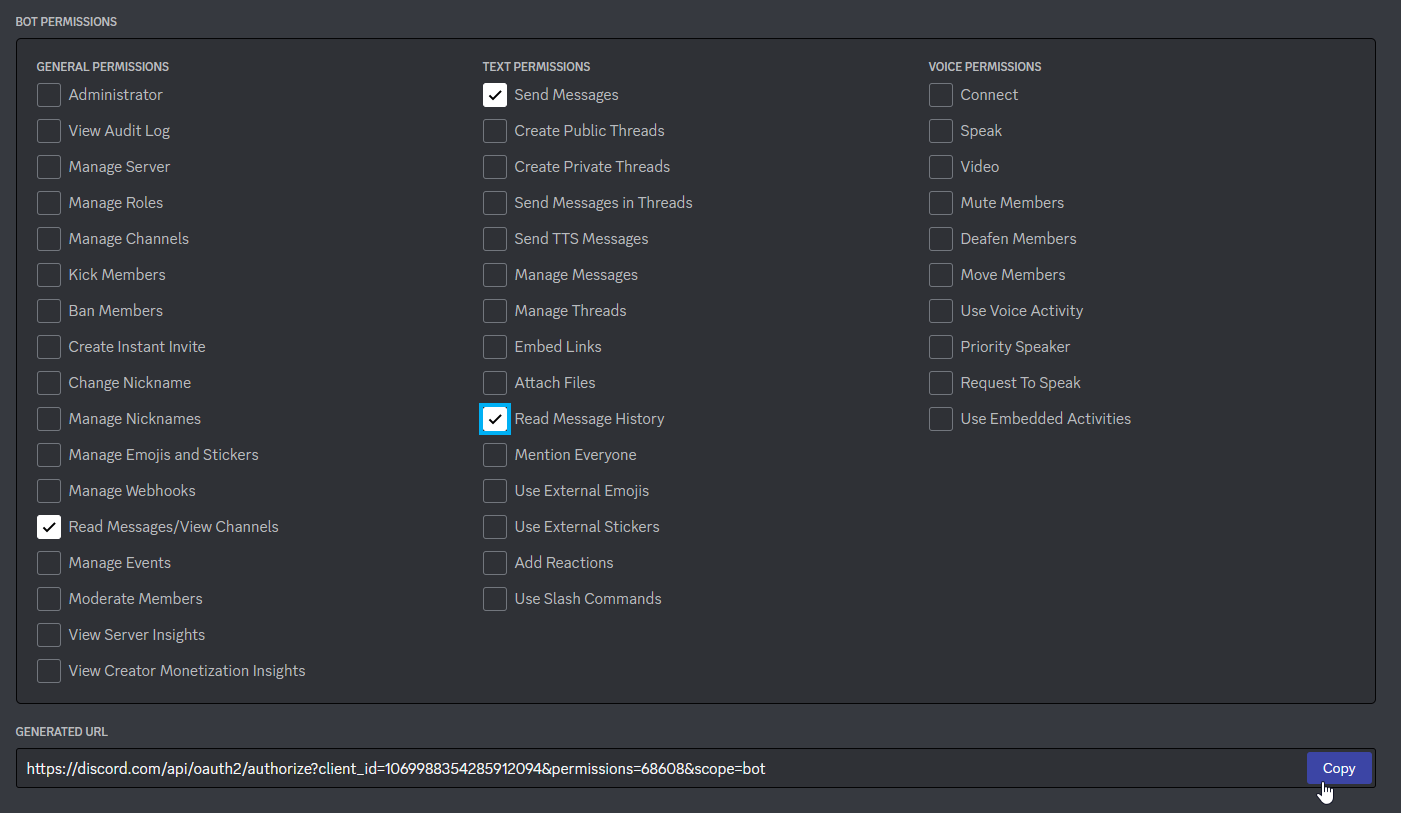 BOT PERMISSIONS
GENERAL PERMISSIONS
Administrator
View Audit Log
Manage Server
Manage Roles
Manage Channels
Kick Members
Ban Members
Create Instant Invite
Change Nickname
Manage Nicknames
Manage Emojis and Stickers
Manage Webhooks
Read Messages/View Channels
Manage Events
Moderate Members
View Server Insights
View Creator Monetization Insights
TEXT PERMISSIONS
Send Messages
Create Public Threads
Create Private Threads
Send Messages in Threads
Send TTS Messages
Manage Messages
Manage Threads
Embed Links
Attach Files
Read Message History
Mention Everyone
Use External Emojis
Use External Stickers
Add Reactions
Use Slash Commands
VOICE PERMISSIONS
Connect
Speak
Video
Mute Members
Deafen Members
Move Members
Use Voice Activity
Priority Speaker
Request To Speak
Use Embedded Activities
GENERATED URL
https://discord.com/api/oauth2/authorize?client_id=1069988354285912094&permissions=68608&scope=bot
Copy